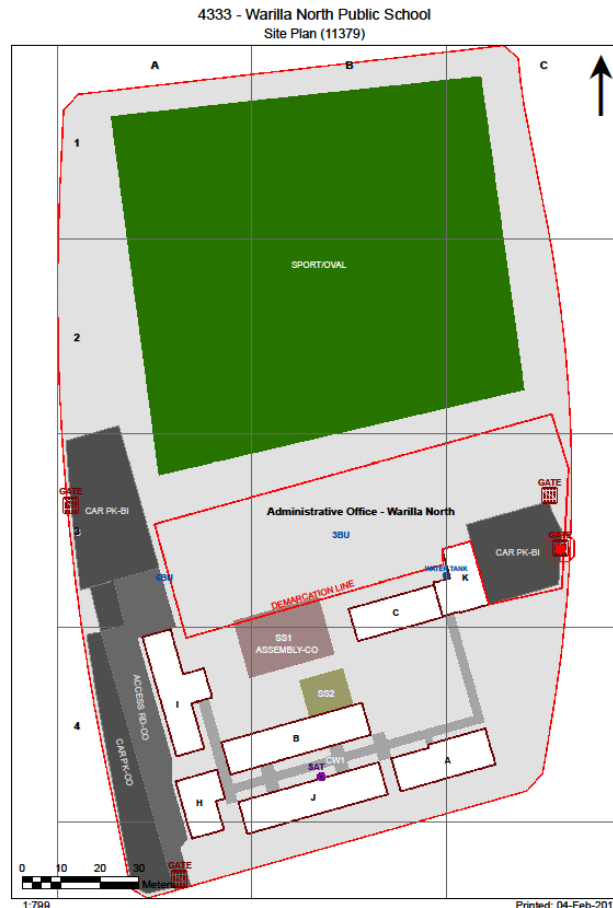 4333 - Warilla North Public School
Site Plan (11379)
A
B
C
1
SPORT/OVAL
2
GATE
GATE
CAR PK-BI
3
Administrative Office - Warilla North
3BU
GATE
CAR PK-BI
WATER TANK
K
DEMARCATION LINE
C
SS1
ASSEMBLY-CO
ACCESS RD-CO
I
SS2
4
B
CW1
A
SAT
CAR PK-CO
H
J
GATE
0 10 20 30
Meters
1:799
Printed: 04-Feb-201